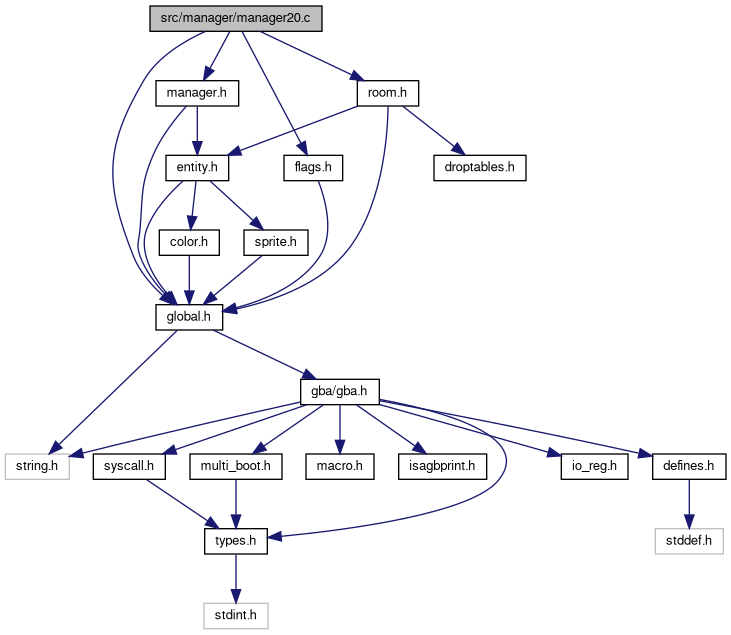 src/manager/manager20.c
manager.h
room.h
entity.h
flags.h
droptables.h
color.h
sprite.h
global.h
gba/gba.h
string.h
syscall.h
multi_boot.h
macro.h
isagbprint.h
io_reg.h
defines.h
types.h
stddef.h
stdint.h